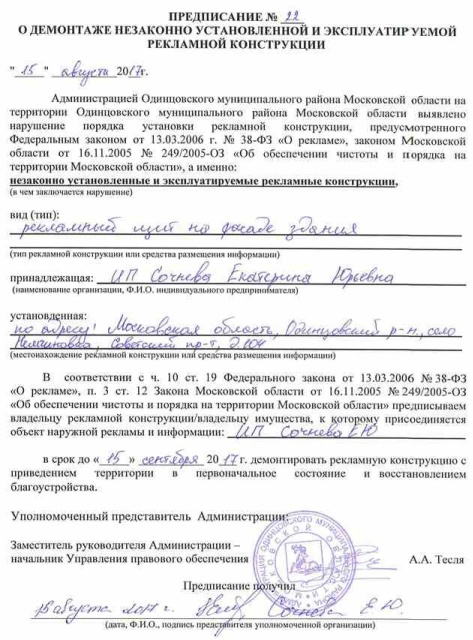 ПРЕДПИСАНИЕ № 22
О ДЕМОНТАЖЕ НЕЗАКОННО УСТАНОВЛЕННОЙ И ЭКСПЛУАТИРУЕМОЙ
РЕКЛАМНОЙ КОНСТРУКЦИИ
"15" августа 2017г.
Администрацией Одинцовского муниципального района Московской области на
территории Одинцовского муниципального района Московской области выявлено
нарушение порядка установки рекламной конструкции, предусмотренного
Федеральным законом от 13.03.2006 г. № 38-ФЗ «О рекламе», законом Московской
области от 16.11.2005 № 249/2005-ОЗ «Об обеспечении чистоты и порядка на
территории Московской области», а именно:
незаконно установленные и эксплуатируемые рекламные конструкции,
(в чем заключается нарушение)
вид (тип):
рекламный щит на фасаде здания
(тип рекламной конструкции или средства размещения информации)
принадлежащая: ИП Сочнева Екатерина Юрьевна
(наименование организации, Ф.И.О. индивидуального предпринимателя)
установленная:
по адресу: Московская область, Одинцовский р-н, село
Немчиновка, Советский пр-т, д.104
(местонахождение рекламной конструкции или средства размещения информации)
В соответствии с ч. 10 ст. 19 Федерального закона от 13.03.2006 №38-ФЗ
«О рекламе», п. 3 ст. 12 Закона Московской области от 16.11.2005 №249/2005-ОЗ
«Об обеспечении чистоты и порядка на территории Московской области» предписываем
владельцу рекламной конструкции/владельцу имущества, к которому присоединяется
объект наружной рекламы и информации: ИП Сочнева Е Ю
в срок до «15» сентября 2017г. демонтировать рекламную конструкцию с
приведением территории в первоначальное состояние и восстановлением
благоустройства.
Уполномоченный представитель Администрации:
Заместитель руководителя Администрации –
начальник Управления правового обеспечения А.А. Тесля
Предписание получил
18 августа 2017 г. Сочнева Е.Ю.
(дата, Ф.И.О., подпись представителя уполномоченной организации)